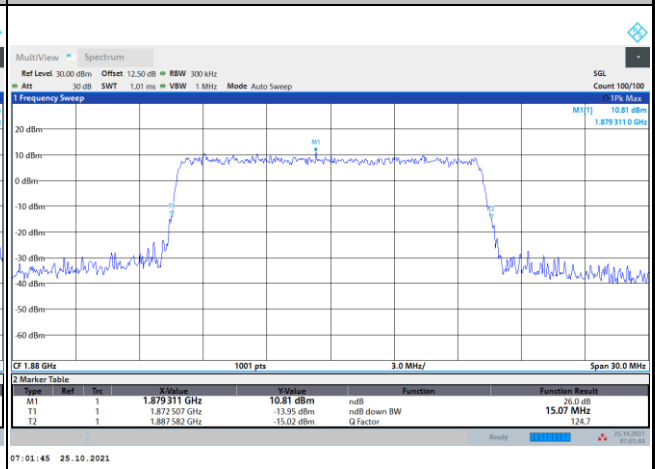 MultiView Spectrum
Ref Level 30.00 dBm Offset 12.50 dB RBW 300 kHz SGL
Att 30 dB SWT 1.01 ms VBW 1 MHz Mode Auto Sweep Count 100/100
1 Frequency Sweep 1Pk Max
M1[1] 10.81 dBm
1.879 311 0 GHz
M1
20 dBm
10 dBm
0 dBm
T1
T2
-10 dBm
-20 dBm
-30 dBm
-40 dBm
-50 dBm
-60 dBm
CF 1.88 GHz 1001 pts 3.0 MHz/ Span 30.0 MHz
2 Marker Table
Type Ref Trc X-Value Y-Value Function Function Result
M1 1 1.879 311 GHz 10.81 dBm ndB 26.0 dB
T1 1 1.872 507 GHz -13.95 dBm ndB down BW 15.07 MHz
T2 1 1.887 582 GHz -15.02 dBm Q Factor 124.7
Ready 25.10.2021
07:01:44
07:01:45 25.10.2021